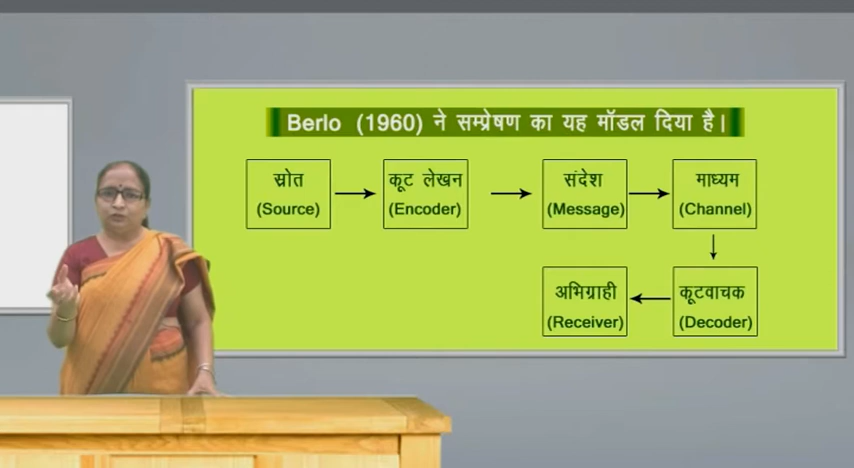 Berlo (1960) ने सम्प्रेषण का यह मॉडल दिया है।
स्रोत
(Source)
कूट लेखन
(Encoder)
संदेश
(Message)
माध्यम
(Channel)
कूटवाचक
(Decoder)
अभिग्राही
(Receiver)